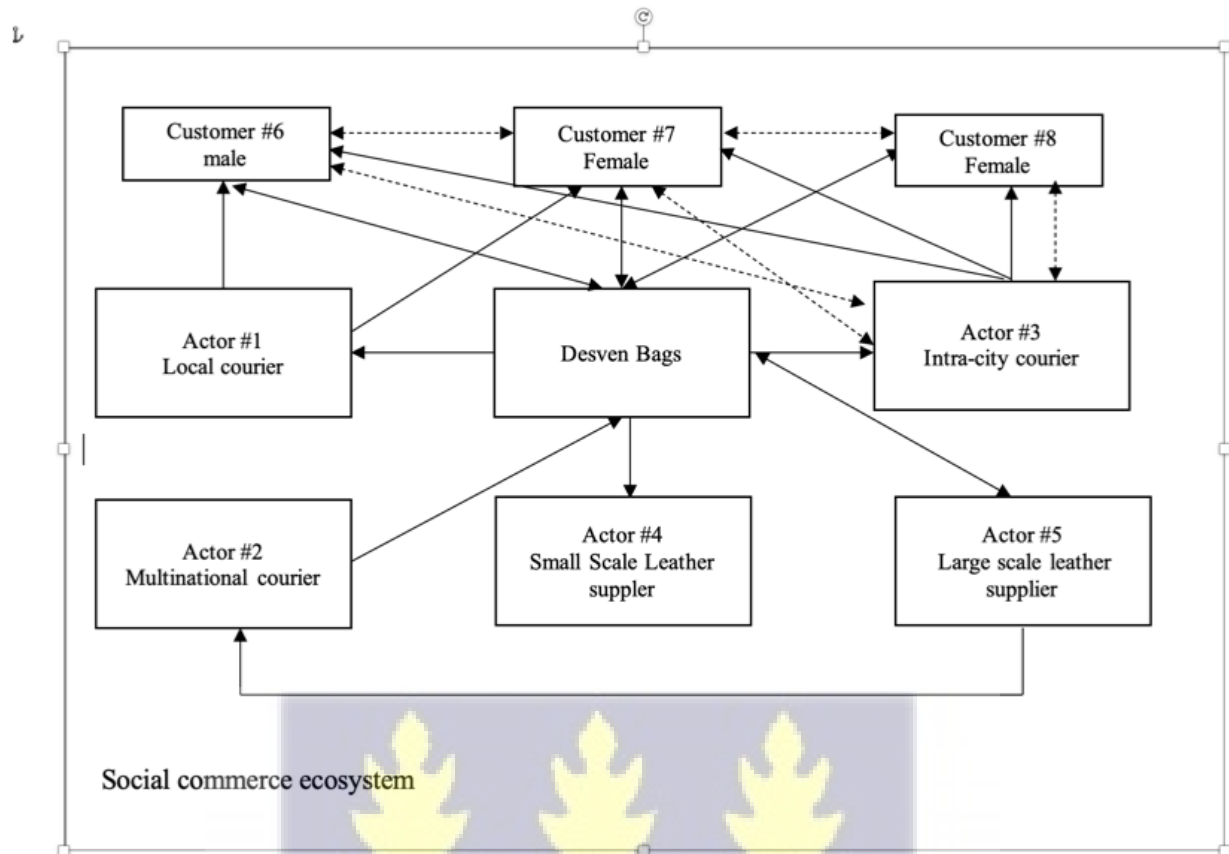 Customer #6
male
Customer #7
Female
Customer #8
Female
Actor #1
Local courier
Desven Bags
Actor #3
Intra-city courier
Actor #2
Multinational courier
Actor #4
Small Scale Leather
suppler
Actor #5
Large scale leather
supplier
Social commerce ecosystem